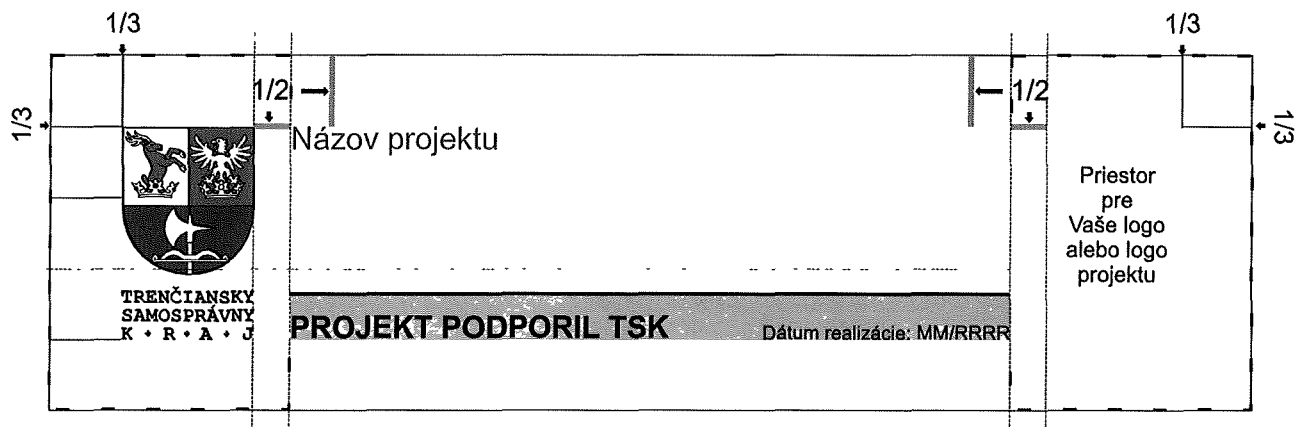 1/3
1/3
1/2
1/2
1/3
1/3
Názov projektu
Priestor
pre
Vaše logo
alebo logo
projektu
TRENČIANSKY
SAMOSPRÁVNY
K • R • A • J
PROJEKT PODPORIL TSK
Dátum realizácie: MM/RRRR